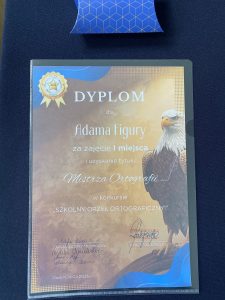 DYPLOM
dla
Adama Figury
za zajęcie I miejsca
i uzyskanie tytułu
Mistrza Ortografii
w konkursie
"SZKOLNY ORZEŁ ORTOGRAFICZNY"